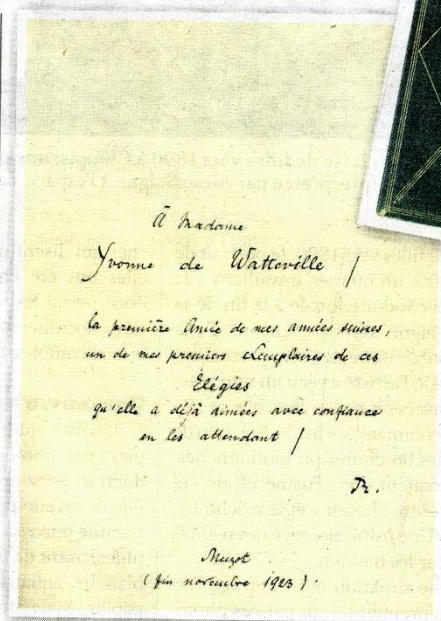 À Madame
Yvonne de Watteville /
la première Amie de mes années suisses,
un de mes premiers exemplaires de ces
Élégies
qu'elle a déjà aimées avec confiance
en les attendant /
R.
Muzot
(fin novembre 1923).